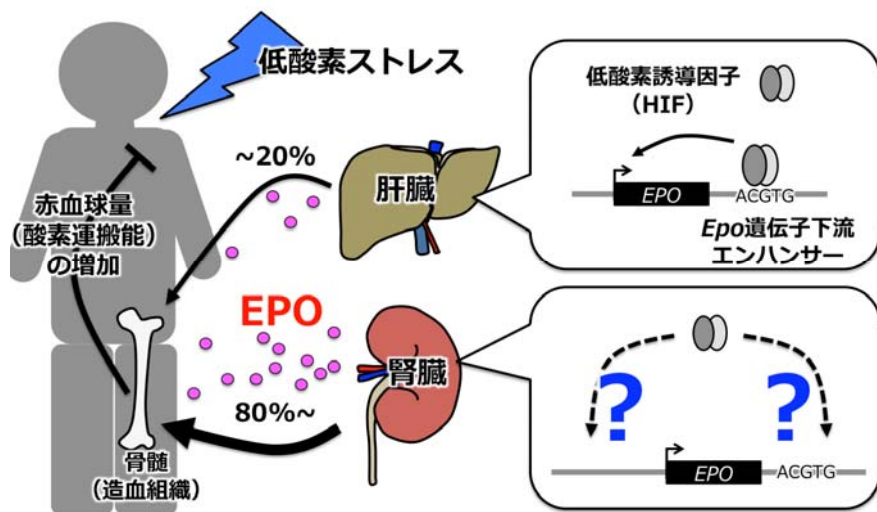 低酸素ストレス
~20%
肝臓
赤血球量
（酸素運搬能）
の増加
EPO
腎臓
80%~
骨髄
（造血組織）
低酸素誘導因子
（HIF）
EPO
ACGTG
Epo遺伝子下流
エンハンサー
?
?
EPO
ACGTG